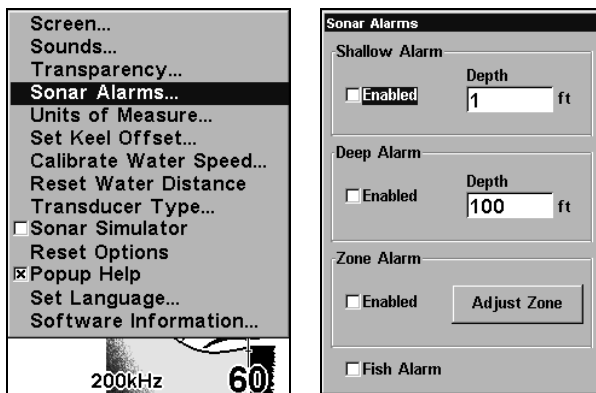 Screen...
Sounds...
Transparency...
Sonar Alarms...
Units of Measure...
Set Keel Offset...
Calibrate Water Speed...
Reset Water Distance
Transducer Type...
Sonar Simulator
Reset Options
Popup Help
Set Language...
Software Information...
200kHz 60
Sonar Alarms
Shallow Alarm
Depth
Enabled 1 ft
Deep Alarm
Depth
Enabled 100 ft
Zone Alarm
Enabled Adjust Zone
Fish Alarm